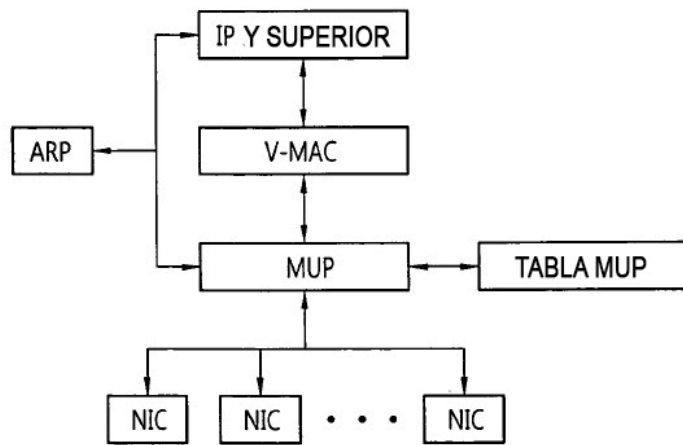 IP Y SUPERIOR
ARP
V-MAC
MUP
TABLA MUP
NIC NIC NIC